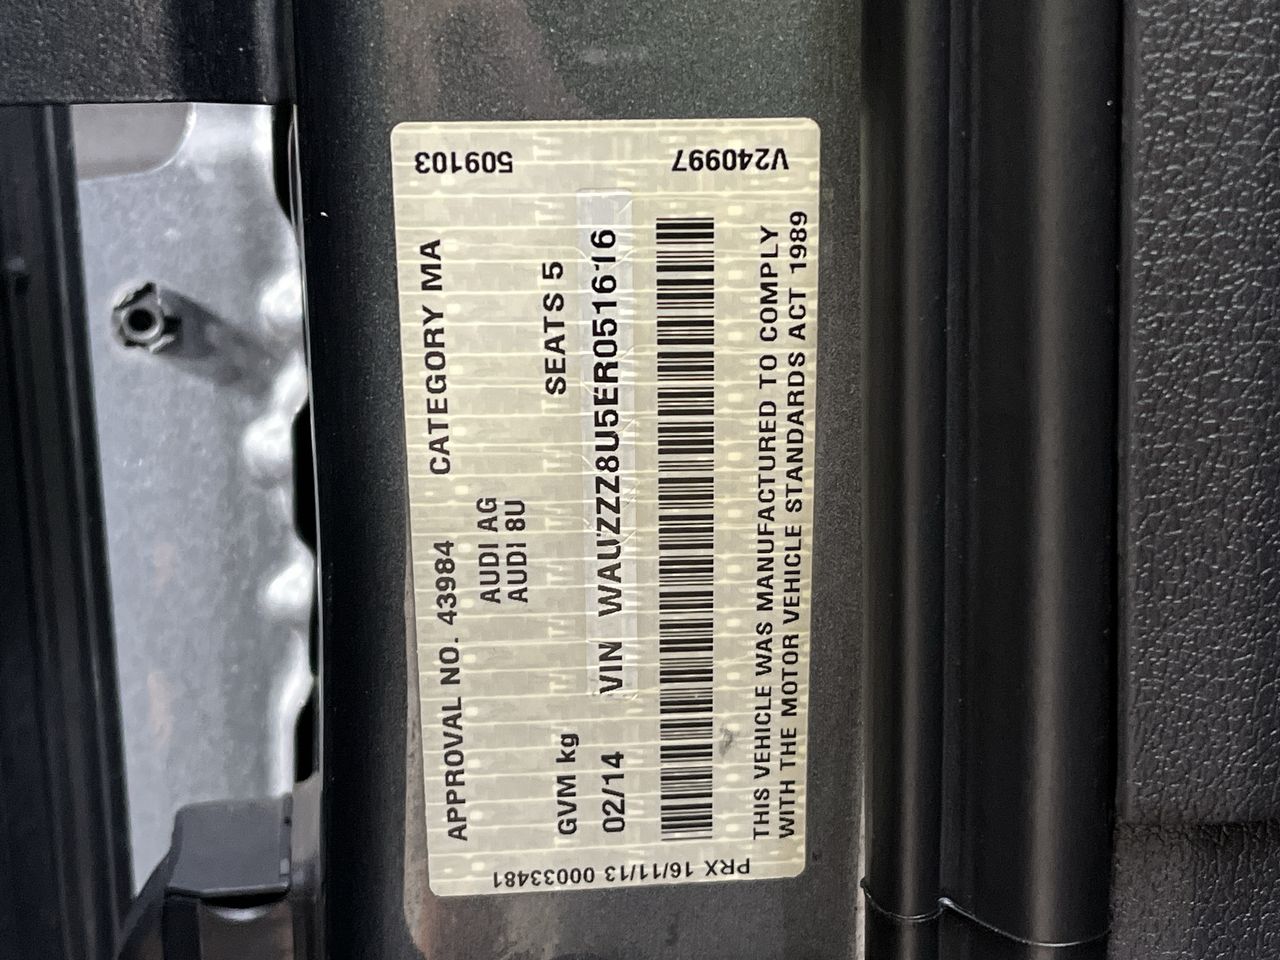 APPROVAL NO. 43984 CATEGORY MA
AUDI AG
AUDI 8U
GVM kg SEATS 5
02/14 VIN WAUZZZ8U5ER051616
THIS VEHICLE WAS MANUFACTURED TO COMPLY
WITH THE MOTOR VEHICLE STANDARDS ACT 1989
509103
V240997
PRX 16/11/13 00033481